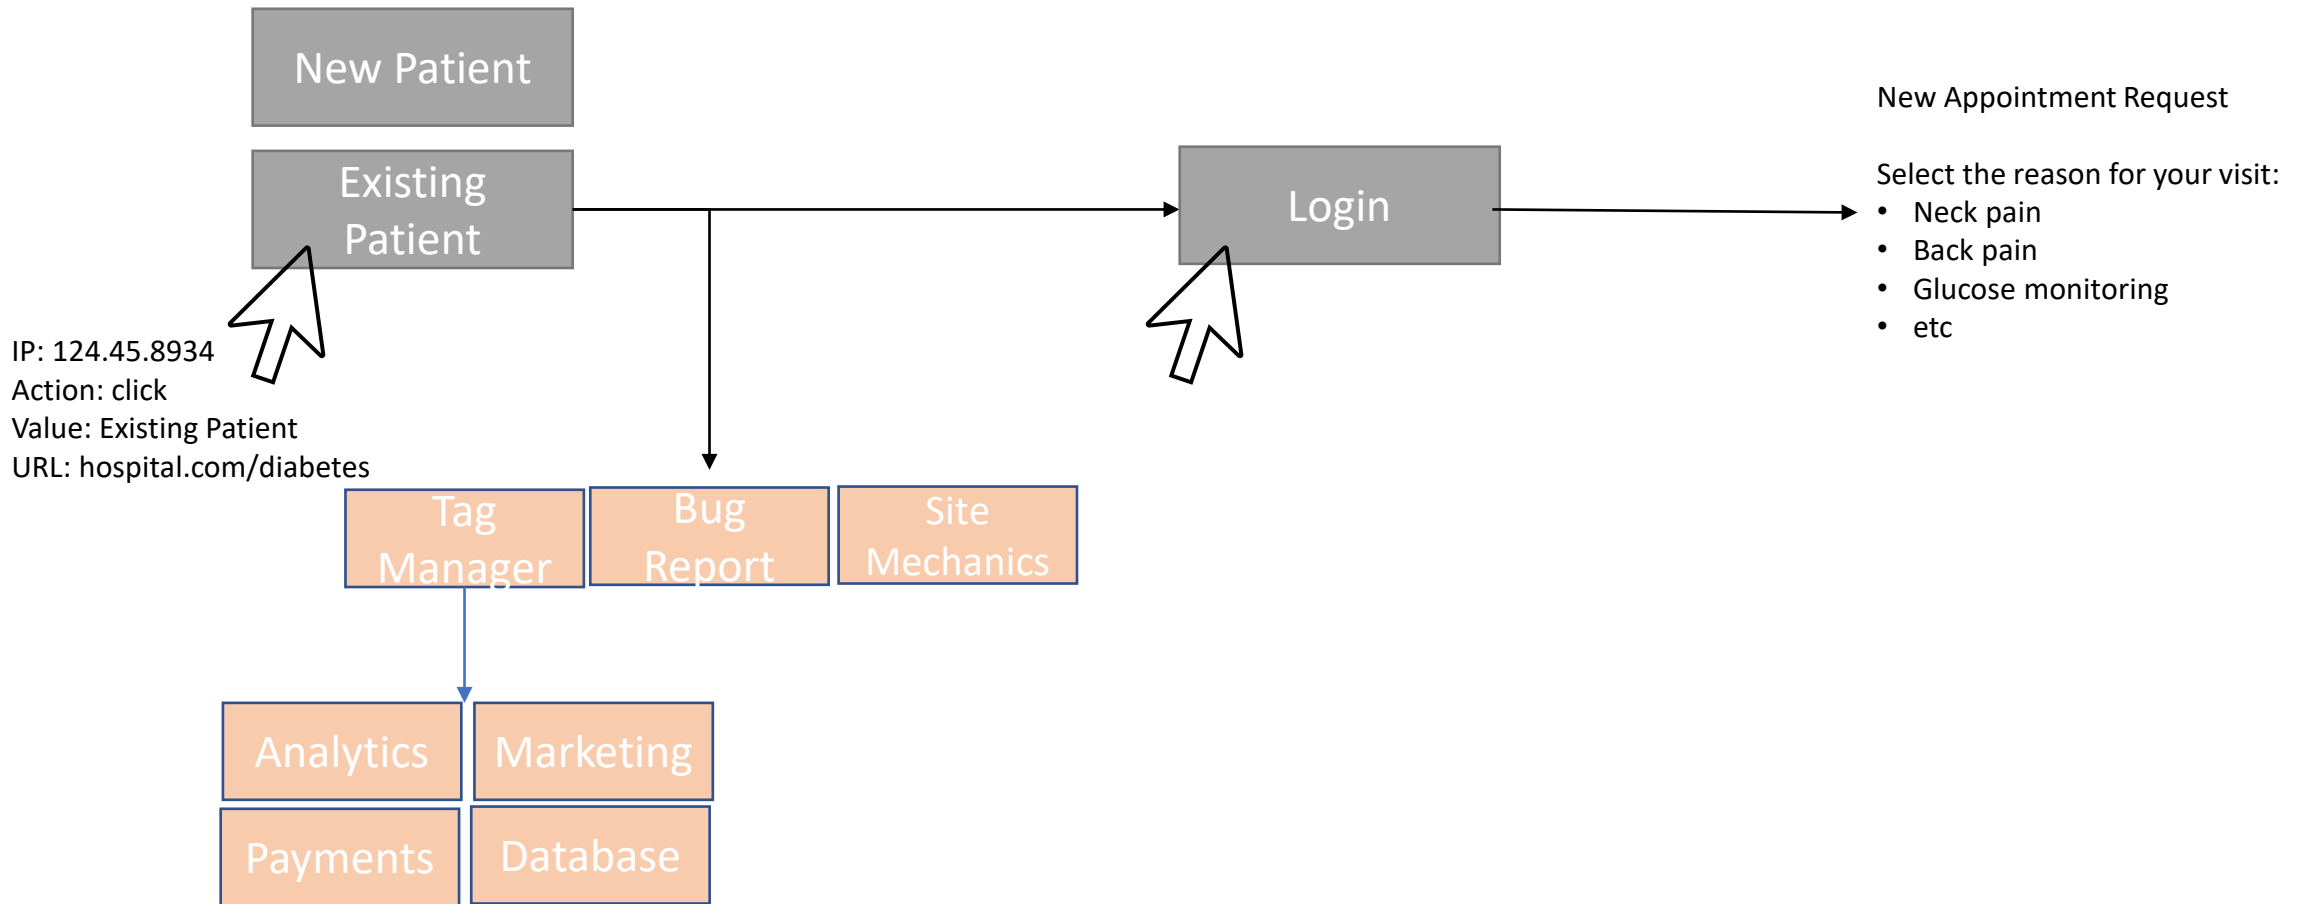 New Patient
Existing
Patient
Login
New Appointment Request
Select the reason for your visit:
• Neck pain
• Back pain
• Glucose monitoring
• etc
IP: 124.45.8934
Action: click
Value: Existing Patient
URL: hospital.com/diabetes
Tag
Manager
Bug
Report
Site
Mechanics
Analytics
Marketing
Payments
Database